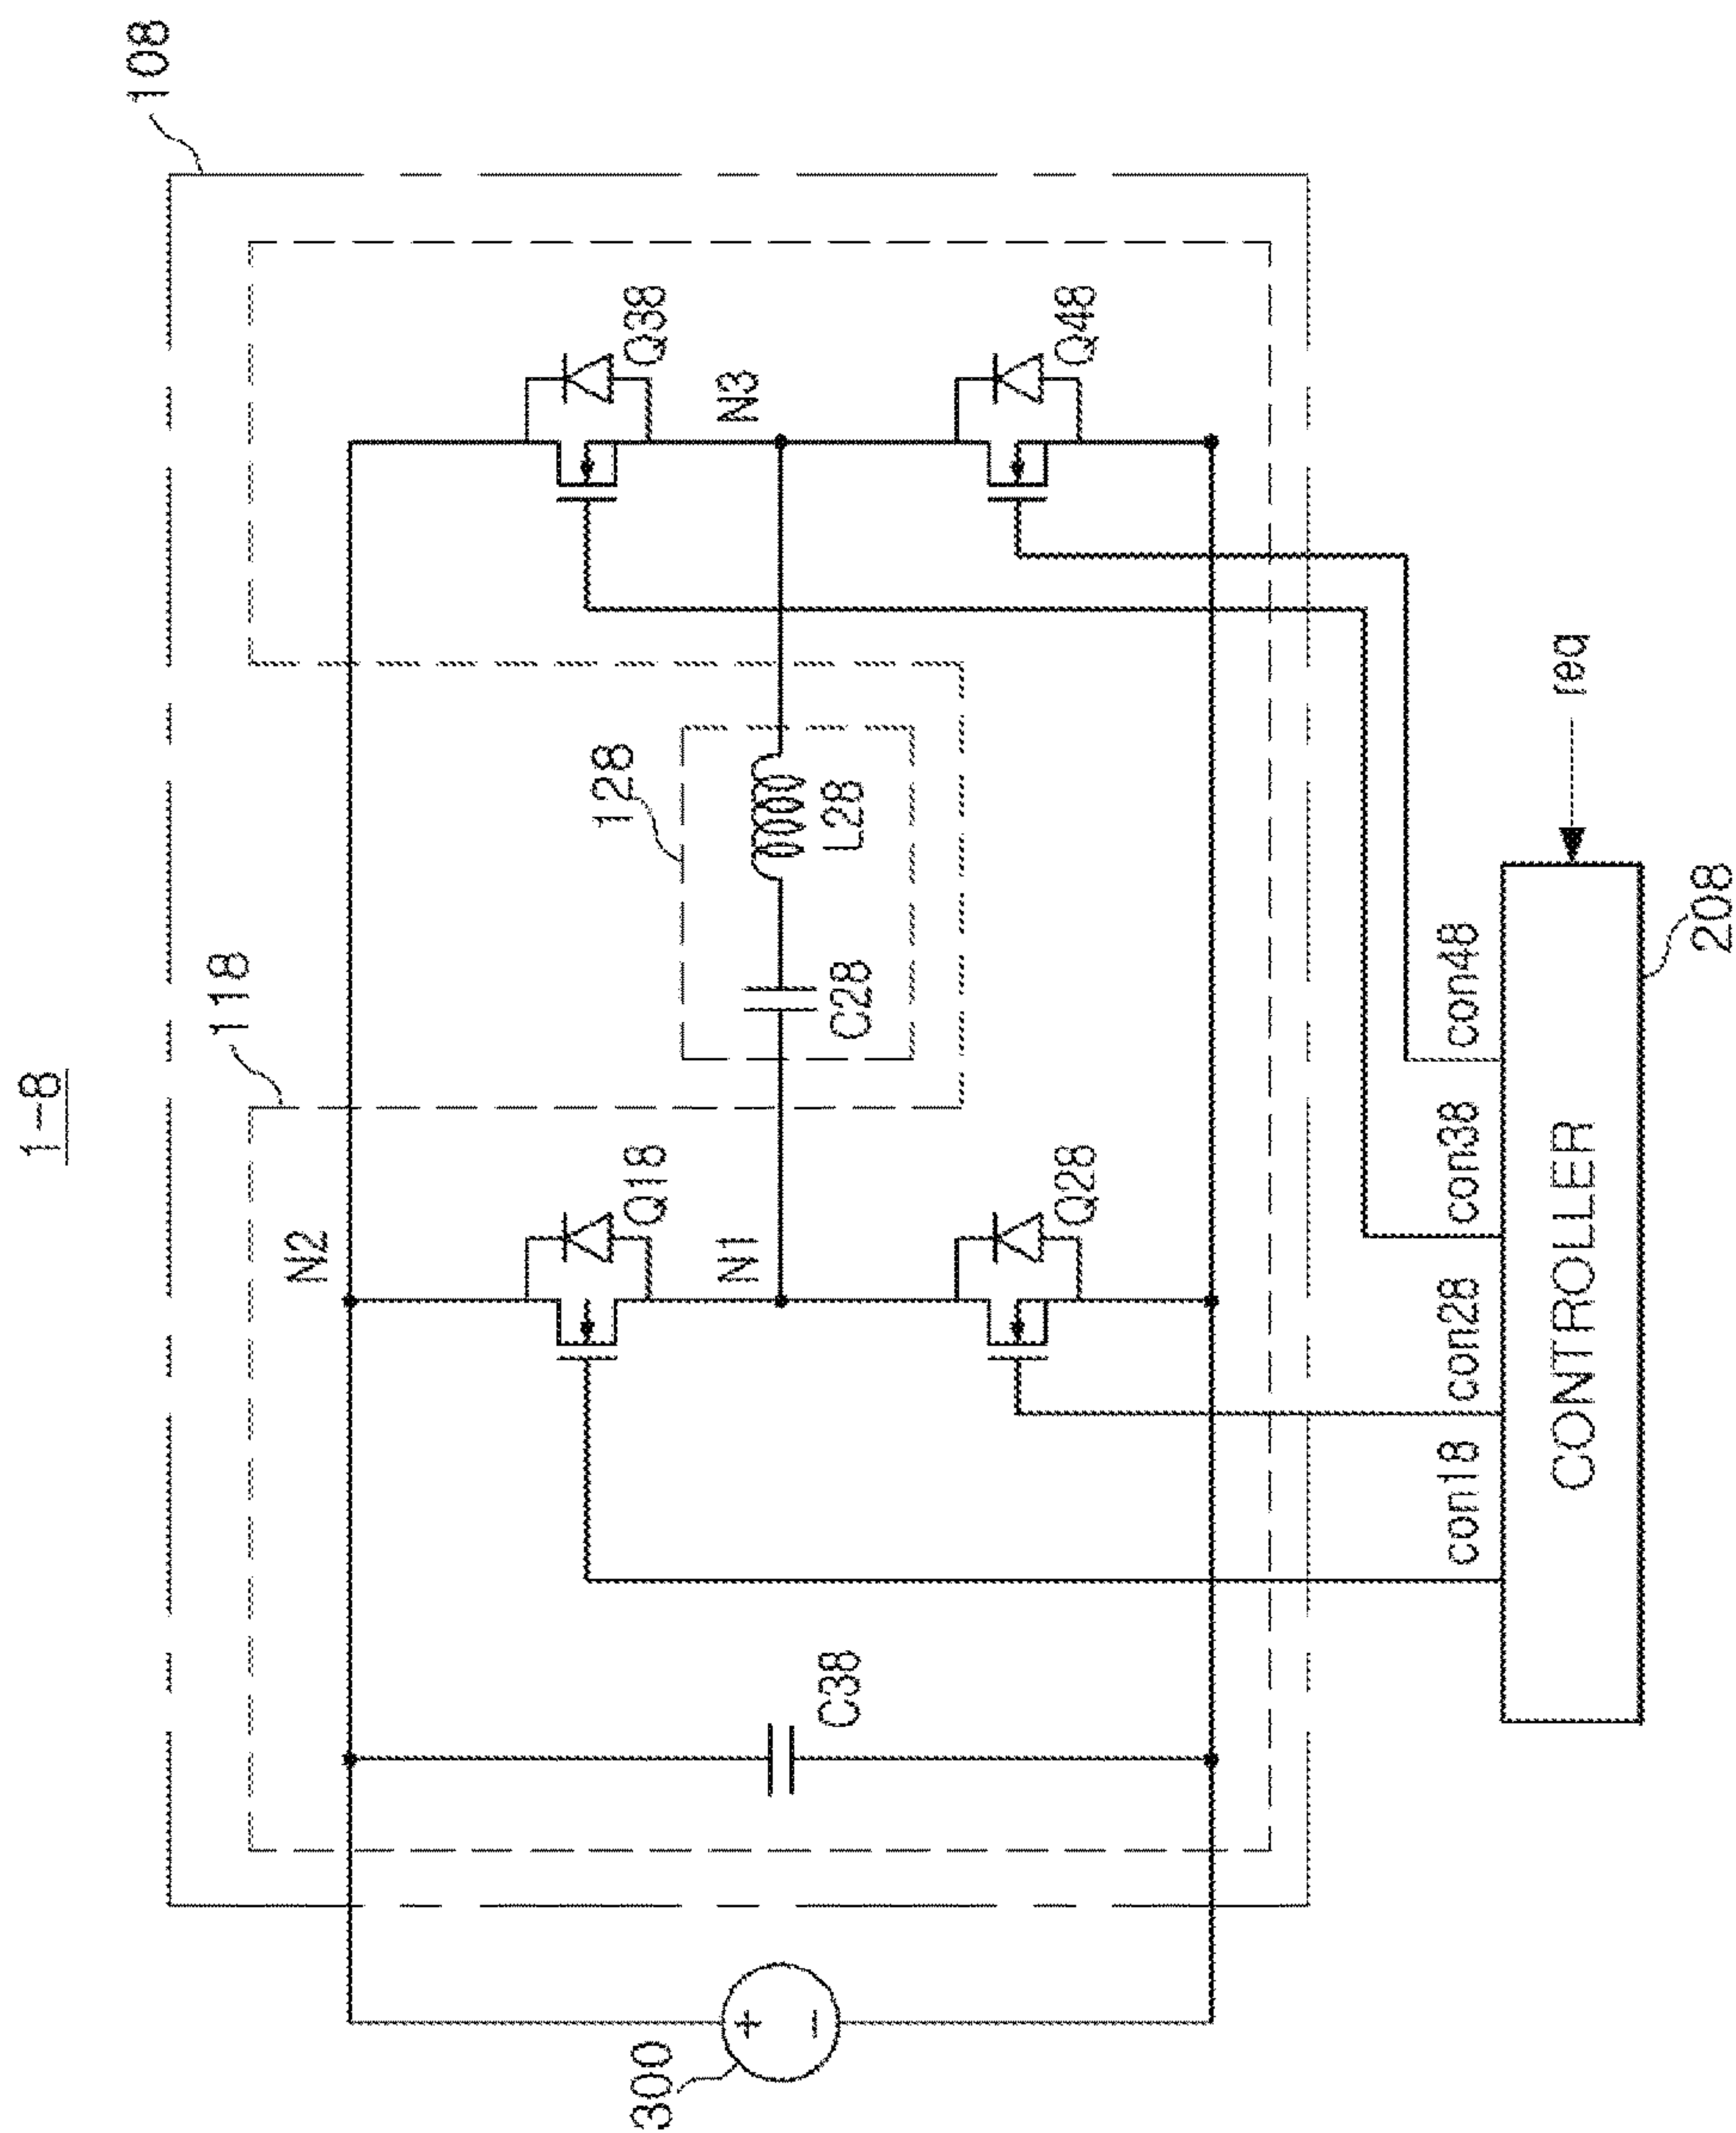 1-8
108
118
128
N2
Q18
Q38
N1
N3
C28
L28
C38
Q28
Q48
300
+
−
con18
con28
con38
con48
req
CONTROLLER
208